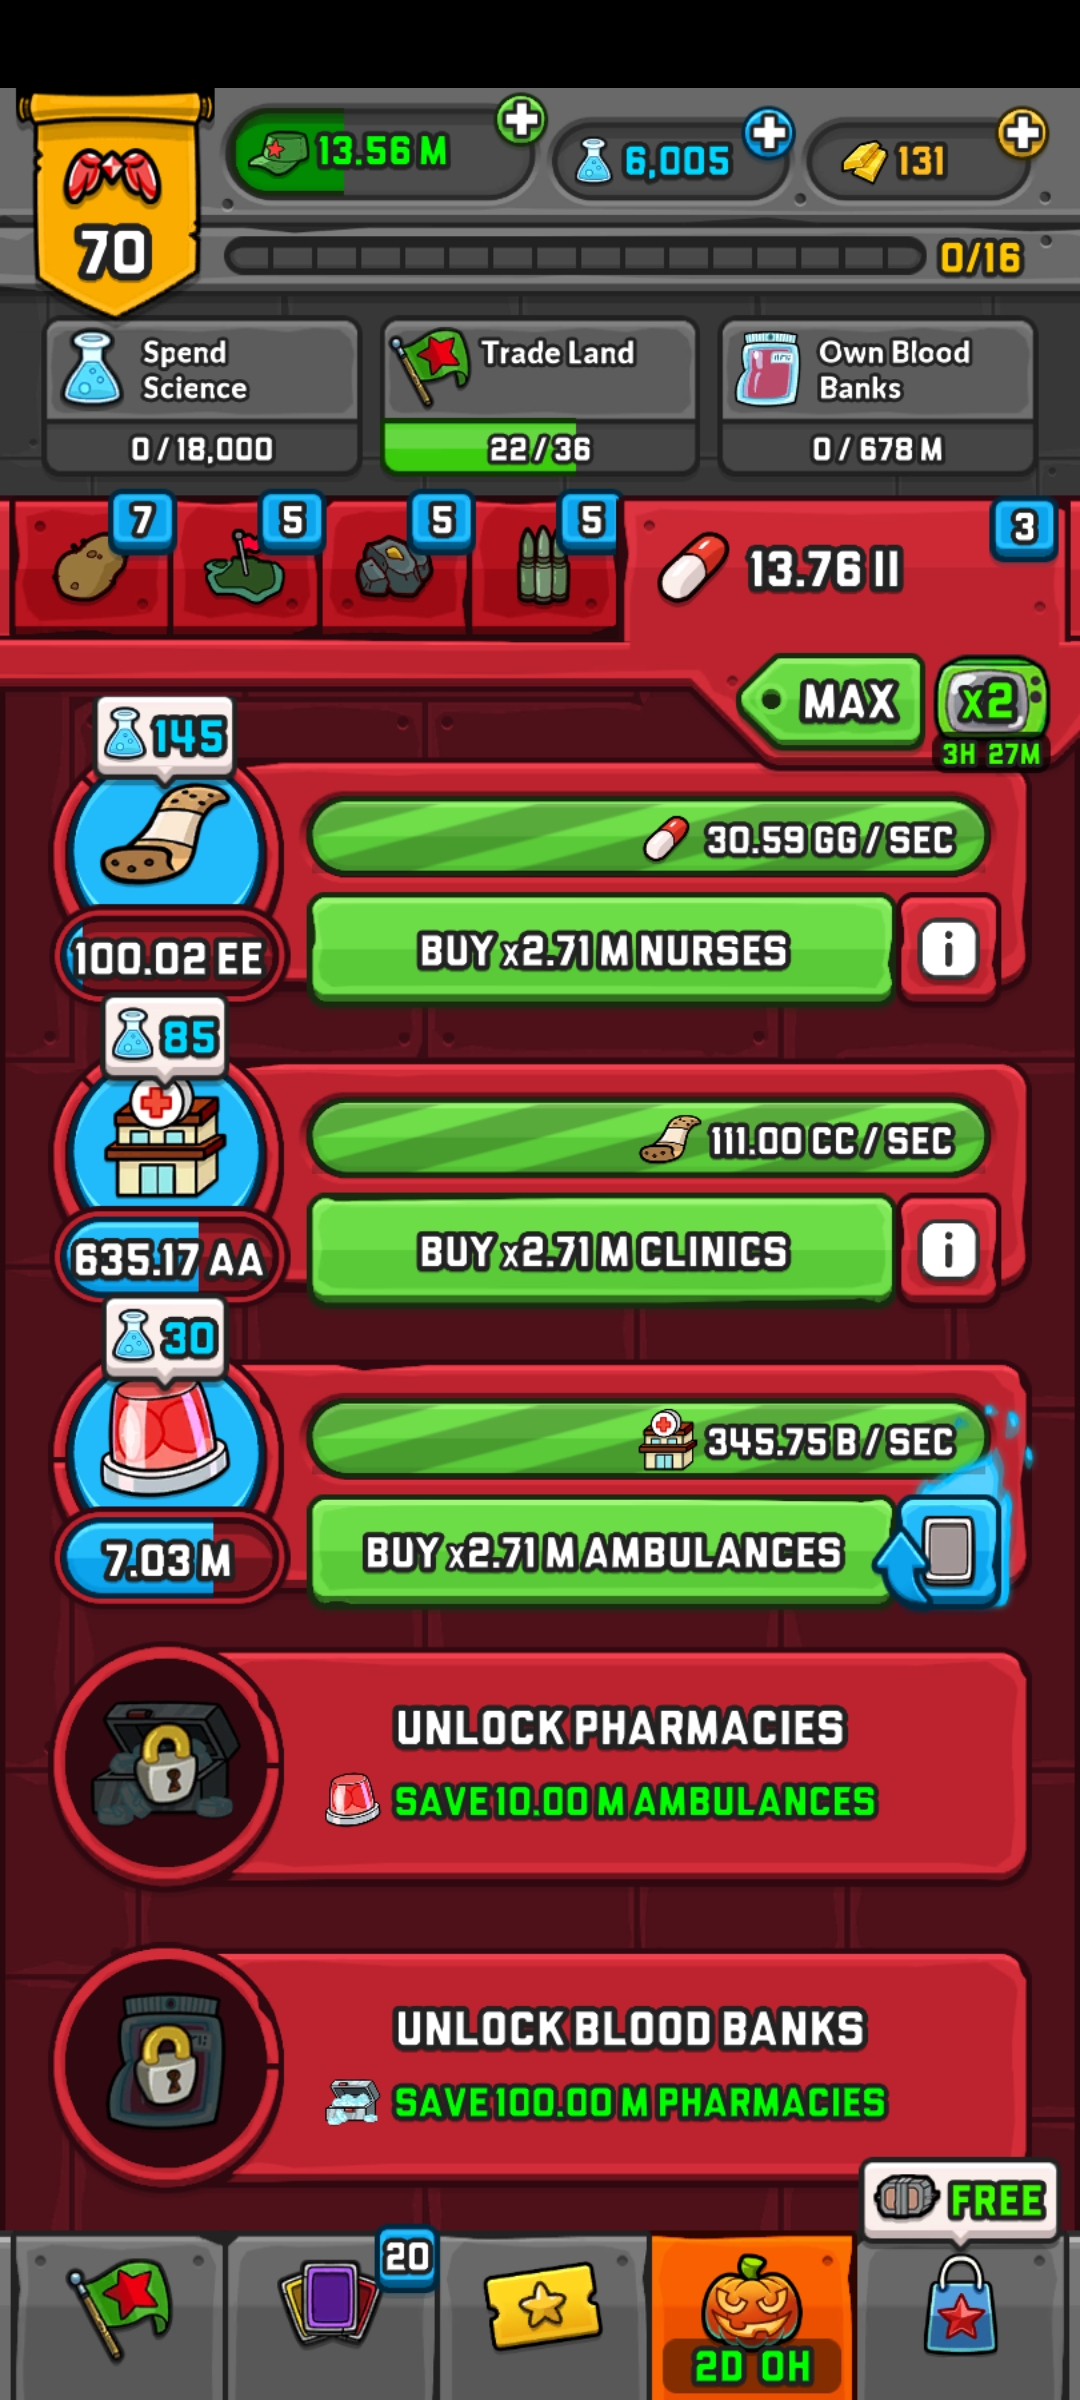 70
13.56 M
6,005
131
0/16
Spend
Science
0 / 18,000
Trade Land
22 / 36
Own Blood
Banks
0 / 678 M
7
5
5
5
13.76 II
3
MAX
x2
3H 27M
145
30.59 GG / SEC
100.02 EE
BUY x2.71 M NURSES
i
85
111.00 CC / SEC
635.17 AA
BUY x2.71 M CLINICS
i
30
345.75 B / SEC
7.03 M
BUY x2.71 M AMBULANCES
UNLOCK PHARMACIES
SAVE 10.00 M AMBULANCES
UNLOCK BLOOD BANKS
SAVE 100.00 M PHARMACIES
FREE
20
2D 0H